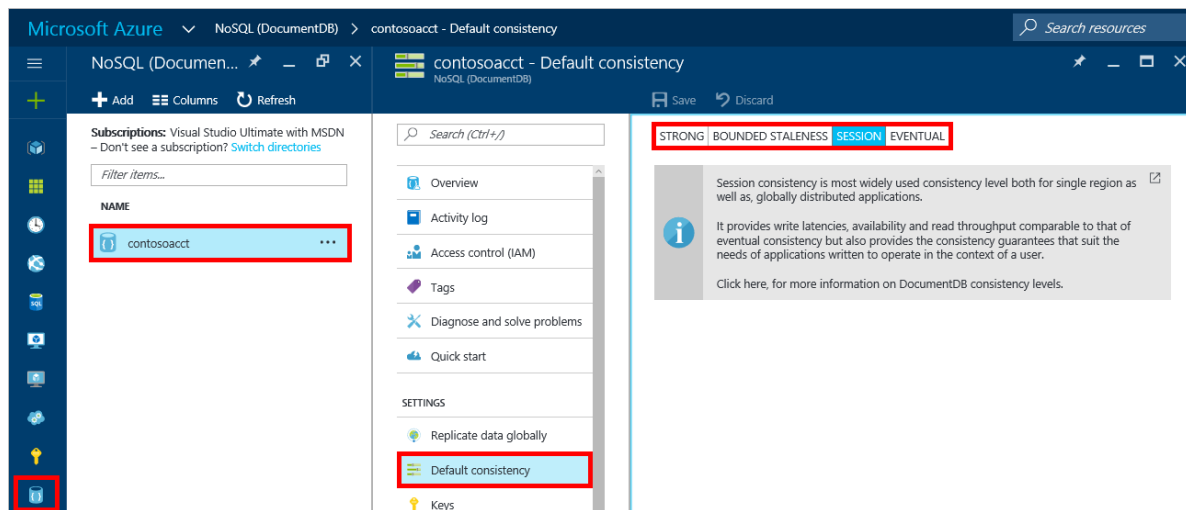 Microsoft Azure NoSQL (DocumentDB) > contosoacct - Default consistency Search resources
NoSQL (Documen...
Add Columns Refresh
Subscriptions: Visual Studio Ultimate with MSDN
– Don't see a subscription? Switch directories
Filter items...
NAME
contosoacct ...
contosoacct - Default consistency
NoSQL (DocumentDB)
Save Discard
Search (Ctrl+/)
Overview
Activity log
Access control (IAM)
Tags
Diagnose and solve problems
Quick start
SETTINGS
Replicate data globally
Default consistency
Keys
STRONG BOUNDED STALENESS SESSION EVENTUAL
Session consistency is most widely used consistency level both for single region as
well as, globally distributed applications.
It provides write latencies, availability and read throughput comparable to that of
eventual consistency but also provides the consistency guarantees that suit the
needs of applications written to operate in the context of a user.
Click here, for more information on DocumentDB consistency levels.
SQL